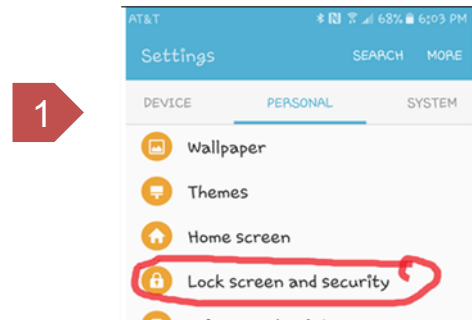 1
AT&T 68% 6:03 PM
Settings SEARCH MORE
DEVICE PERSONAL SYSTEM
Wallpaper
Themes
Home screen
Lock screen and security